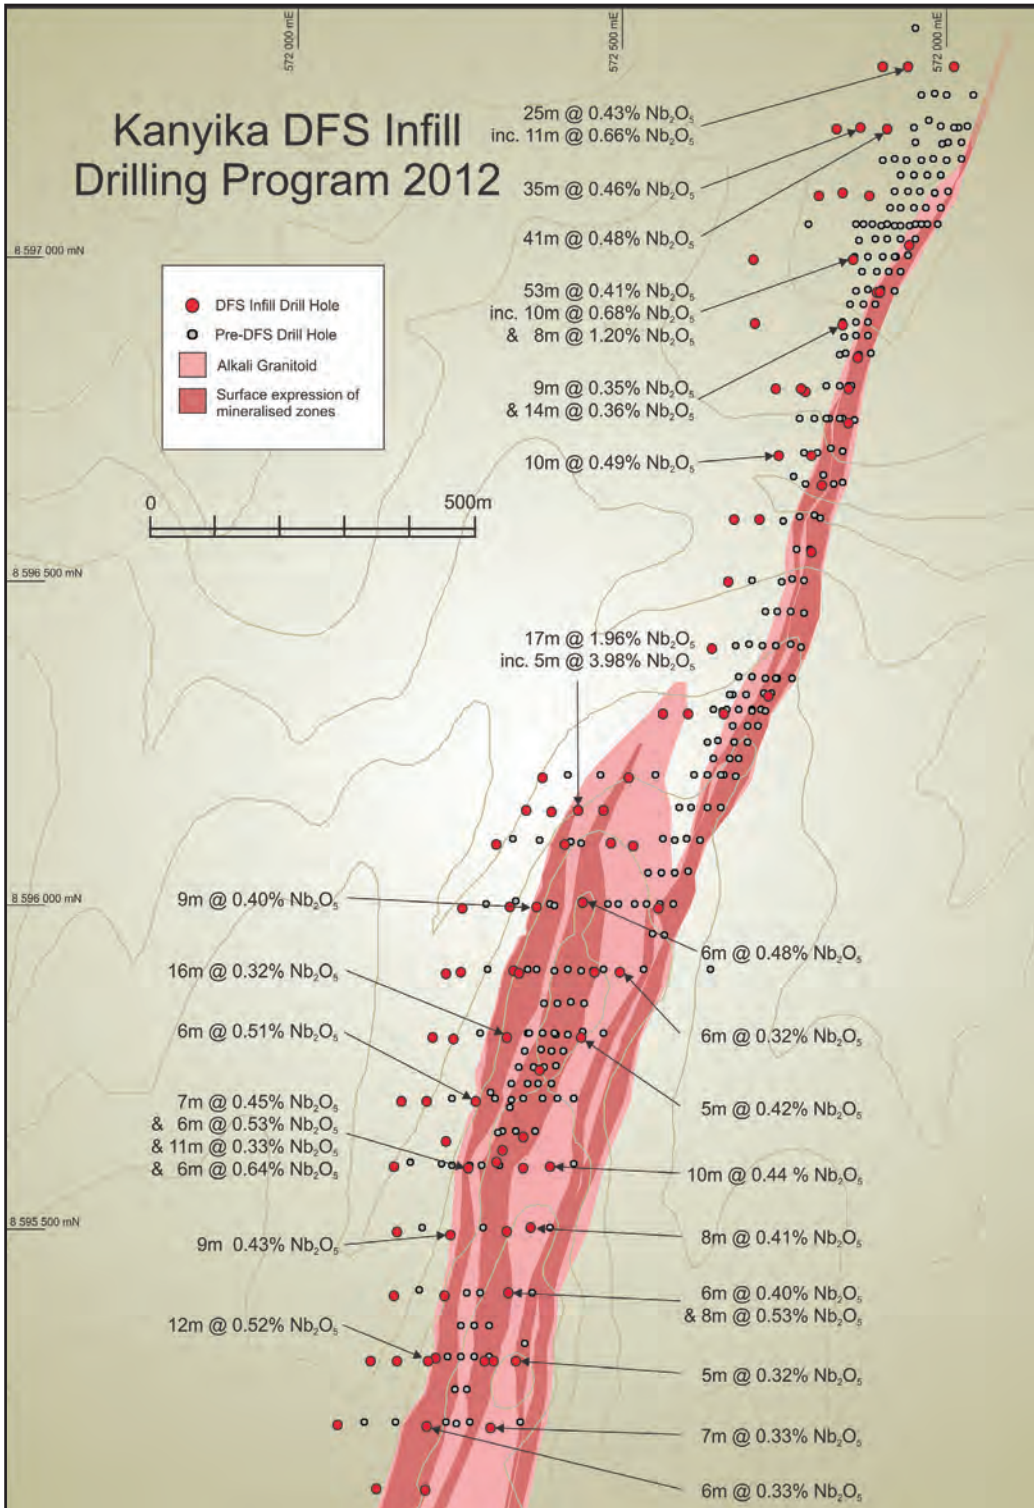 572 000 mE
572 500 mE
572 000 mE
Kanyika DFS Infill
Drilling Program 2012
25m @ 0.43% Nb₂O₅
inc. 11m @ 0.66% Nb₂O₅
35m @ 0.46% Nb₂O₅
41m @ 0.48% Nb₂O₅
8 597 000 mN
DFS Infill Drill Hole
Pre-DFS Drill Hole
Alkali Granitoid
Surface expression of
mineralised zones
53m @ 0.41% Nb₂O₅
inc. 10m @ 0.68% Nb₂O₅
& 8m @ 1.20% Nb₂O₅
9m @ 0.35% Nb₂O₅
& 14m @ 0.36% Nb₂O₅
10m @ 0.49% Nb₂O₅
0 500m
8 596 500 mN
17m @ 1.96% Nb₂O₅
inc. 5m @ 3.98% Nb₂O₅
9m @ 0.40% Nb₂O₅
8 596 000 mN
6m @ 0.48% Nb₂O₅
16m @ 0.32% Nb₂O₅
6m @ 0.51% Nb₂O₅
6m @ 0.32% Nb₂O₅
7m @ 0.45% Nb₂O₅
& 6m @ 0.53% Nb₂O₅
& 11m @ 0.33% Nb₂O₅
& 6m @ 0.64% Nb₂O₅
5m @ 0.42% Nb₂O₅
10m @ 0.44 % Nb₂O₅
8 595 500 mN
9m 0.43% Nb₂O₅
8m @ 0.41% Nb₂O₅
6m @ 0.40% Nb₂O₅
& 8m @ 0.53% Nb₂O₅
12m @ 0.52% Nb₂O₅
5m @ 0.32% Nb₂O₅
7m @ 0.33% Nb₂O₅
6m @ 0.33% Nb₂O₅